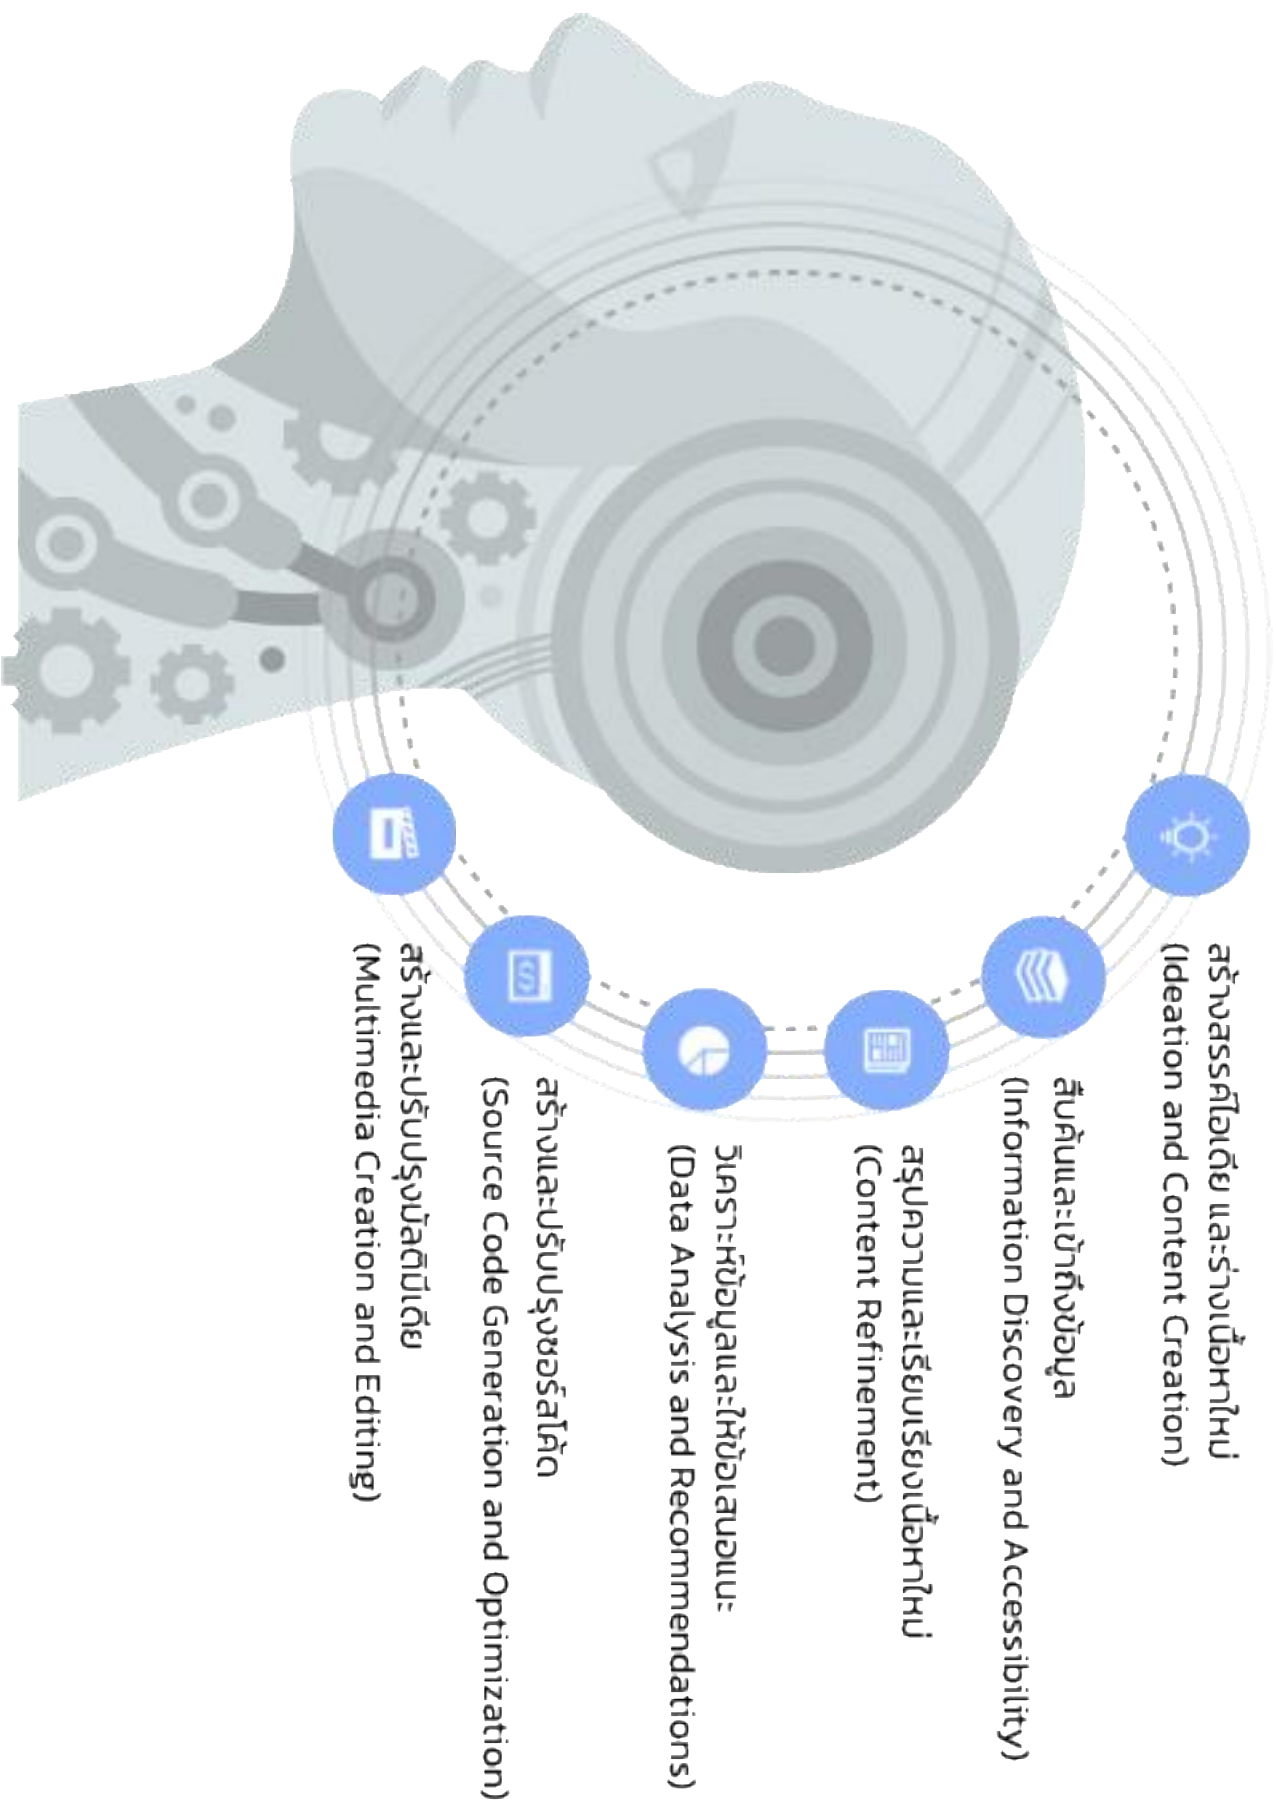 สร้างสรรค์ไอเดีย และร่างเนื้อหาใหม่
(Ideation and Content Creation)
สืบค้นและเข้าถึงข้อมูล
(Information Discovery and Accessibility)
สรุปความและเรียบเรียงเนื้อหาใหม่
(Content Refinement)
วิเคราะห์ข้อมูลและให้ข้อเสนอแนะ
(Data Analysis and Recommendations)
สร้างและปรับปรุงซอร์สโค้ด
(Source Code Generation and Optimization)
สร้างและปรับปรุงมัลติมีเดีย
(Multimedia Creation and Editing)